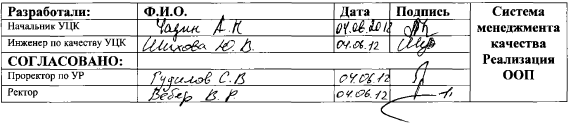 Разработали: Ф.И.О. Дата Подпись
Начальник УЦК Чадин А.Н 04.06.2012
Инженер по качеству УЦК Шихова Ю.В. 04.06.12
СОГЛАСОВАНО:
Проректор по УР Гудилов С.В 04.06.12
Ректор Вебер В.Р 04.06.12
Система
менеджмента
качества
Реализация
ООП